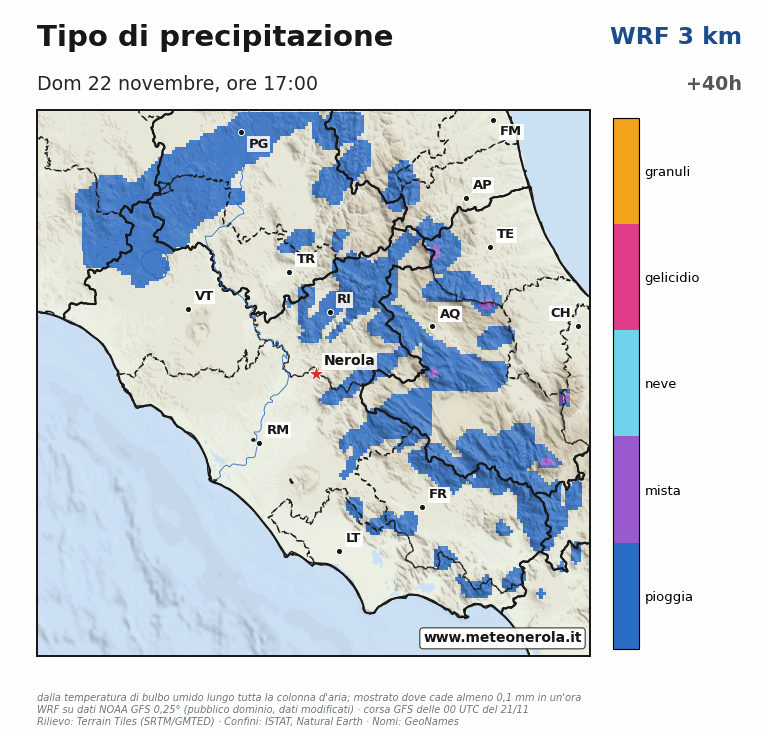 Tipo di precipitazione
WRF 3 km
Dom 22 novembre, ore 17:00
+40h
FM
PG
AP
TE
TR
RI
VT
AQ
CH
Nerola
RM
FR
LT
www.meteonerola.it
granuli
gelicidio
neve
mista
pioggia
dalla temperatura di bulbo umido lungo tutta la colonna d'aria; mostrato dove cade almeno 0,1 mm in un'ora
WRF su dati NOAA GFS 0,25° (pubblico dominio, dati modificati) · corsa GFS delle 00 UTC del 21/11
Rilievo: Terrain Tiles (SRTM/GMTED) · Confini: ISTAT, Natural Earth · Nomi: GeoNames